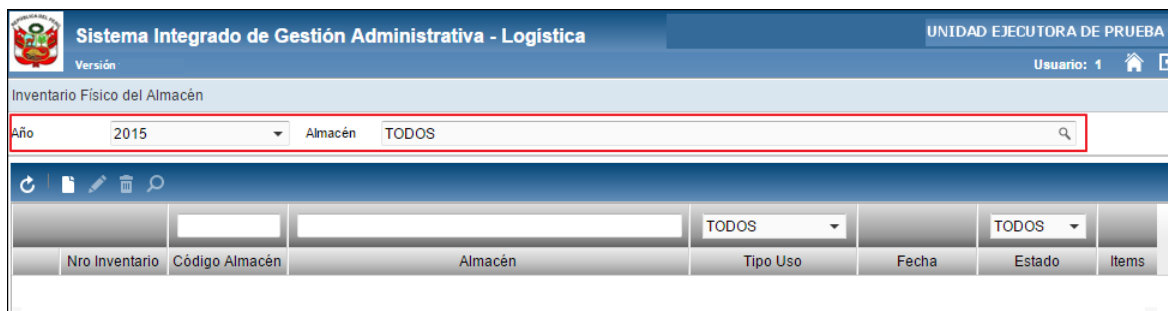 Sistema Integrado de Gestión Administrativa - Logística UNIDAD EJECUTORA DE PRUEBA
Versión Usuario: 1
Inventario Físico del Almacén
Año 2015 Almacén TODOS
TODOS TODOS
Nro Inventario Código Almacén Almacén Tipo Uso Fecha Estado Items